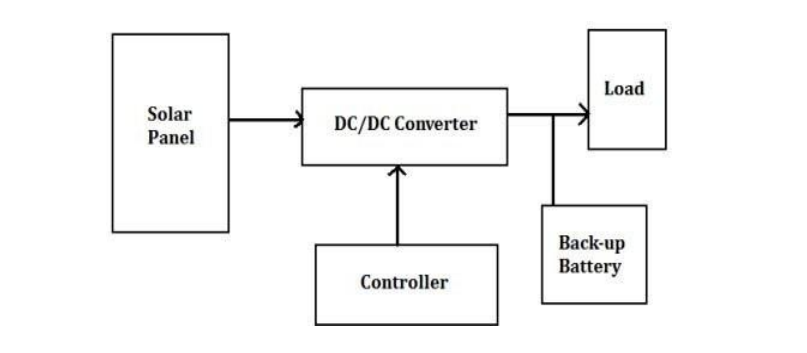 Solar
Panel
DC/DC Converter
Load
Controller
Back-up
Battery